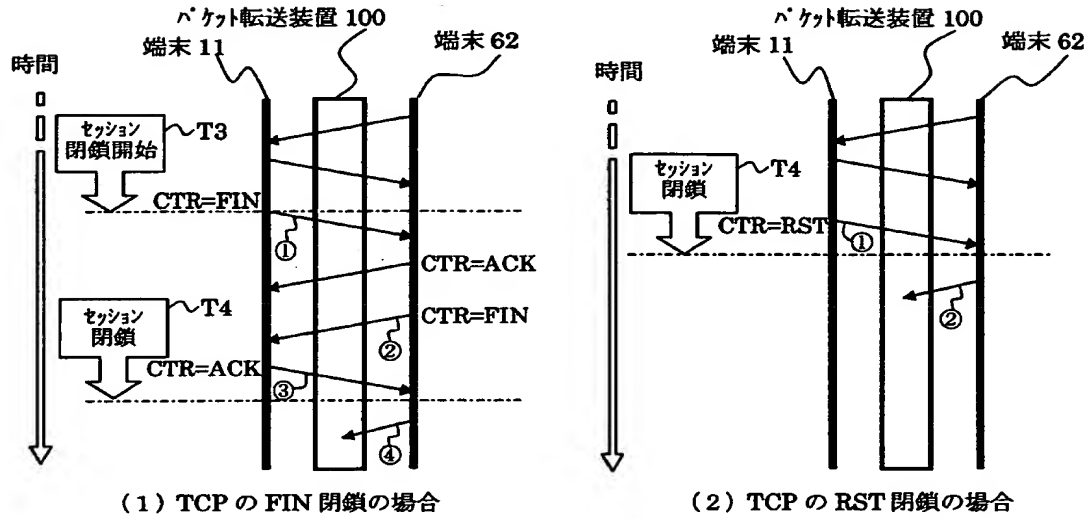 パケット転送装置 100
端末 11
端末 62
時間
セッション
閉鎖開始
T3
CTR=FIN
①
CTR=ACK
T4
セッション
閉鎖
CTR=FIN
②
CTR=ACK
③
④
(1) TCP の FIN 閉鎖の場合
パケット転送装置 100
端末 11
端末 62
時間
セッション
閉鎖
T4
CTR=RST
①
②
(2) TCP の RST 閉鎖の場合